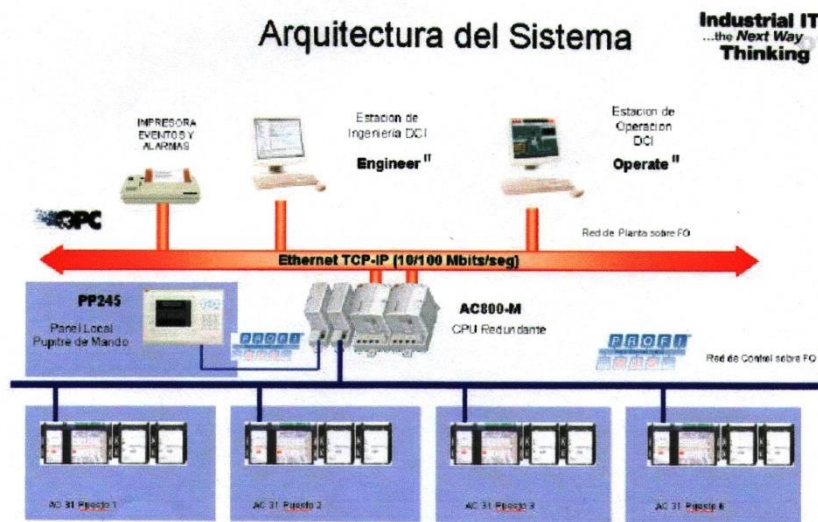 Arquitectura del Sistema
Industrial IT
...the Next Way
Thinking
IMPRESORA
EVENTOS Y
ALARMAS
Estacion de
Ingenieria DCI
Engineer IT
Estacion de
Operacion
DCI
Operate IT
OPC
Red de Planta sobre FO
Ethernet TCP-IP (10/100 Mbits/seg)
PP245
Panel Local
Pupitre de Mando
PROFI
AC800-M
CPU Redundante
PROFI
Red de Control sobre FO
AC 31 Puesto 1
AC 31 Puesto 2
AC 31 Puesto 3
AC 31 Puesto 6